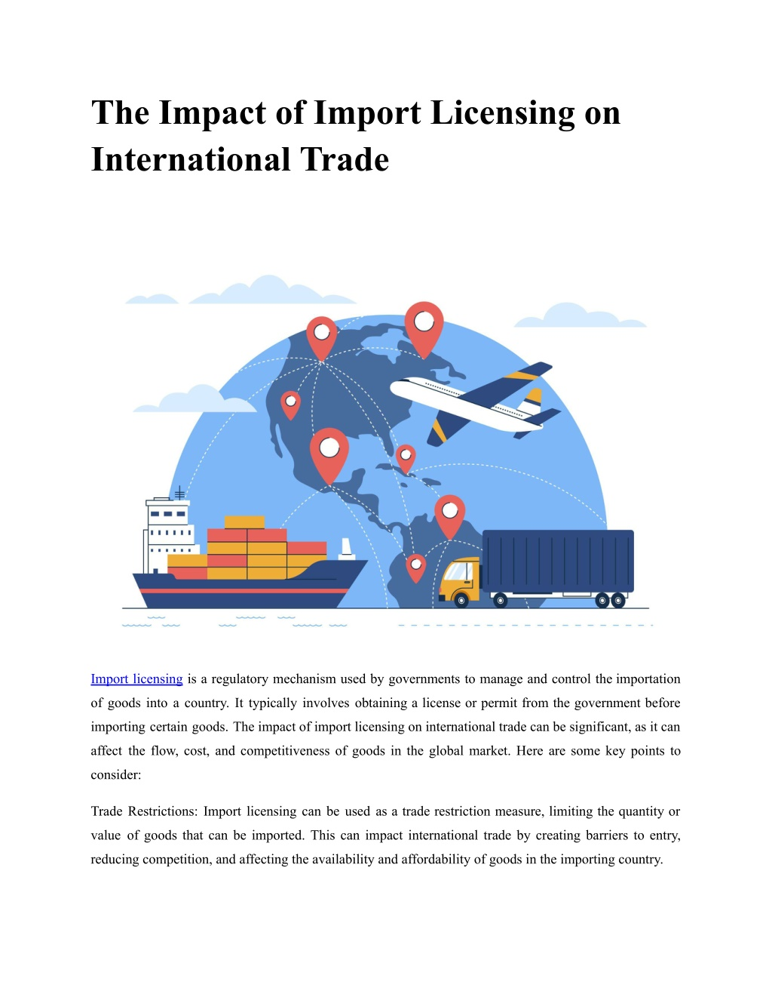 The Impact of Import Licensing on
International Trade
Import licensing is a regulatory mechanism used by governments to manage and control the importation
of goods into a country. It typically involves obtaining a license or permit from the government before
importing certain goods. The impact of import licensing on international trade can be significant, as it can
affect the flow, cost, and competitiveness of goods in the global market. Here are some key points to
consider:
Trade Restrictions: Import licensing can be used as a trade restriction measure, limiting the quantity or
value of goods that can be imported. This can impact international trade by creating barriers to entry,
reducing competition, and affecting the availability and affordability of goods in the importing country.